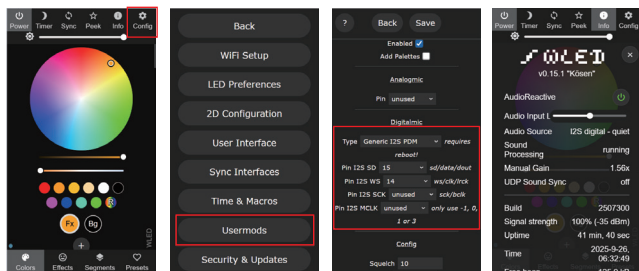 Power Timer Sync Peek Info Config
Fx Bg
+
WLED
Colors Effects Segments Presets
Back
WiFi Setup
LED Preferences
2D Configuration
User Interface
Sync Interfaces
Time & Macros
Usermods
Security & Updates
? Back Save
Enabled
Add Palettes
Analogmic
Pin unused
Digitalmic
Type Generic I2S PDM requires
reboot!
Pin I2S SD 15 sd/data/dout
Pin I2S WS 14 ws/clk/lrck
Pin I2S SCK unused sck/bclk
Pin I2S MCLK unused only use -1, 0,
1 or 3
Config
Squelch 10
Power Timer Sync Peek Info Config
WLED
v0.15.1 "Kösen"
AudioReactive
Audio Input L
Audio Source I2S digital - quiet
Sound
Processing running
Manual Gain 1.56x
UDP Sound Sync off
Build 2507300
Signal strength 100% (-35 dBm)
Uptime 41 min, 40 sec
Time 2025-9-26,
06:32:49